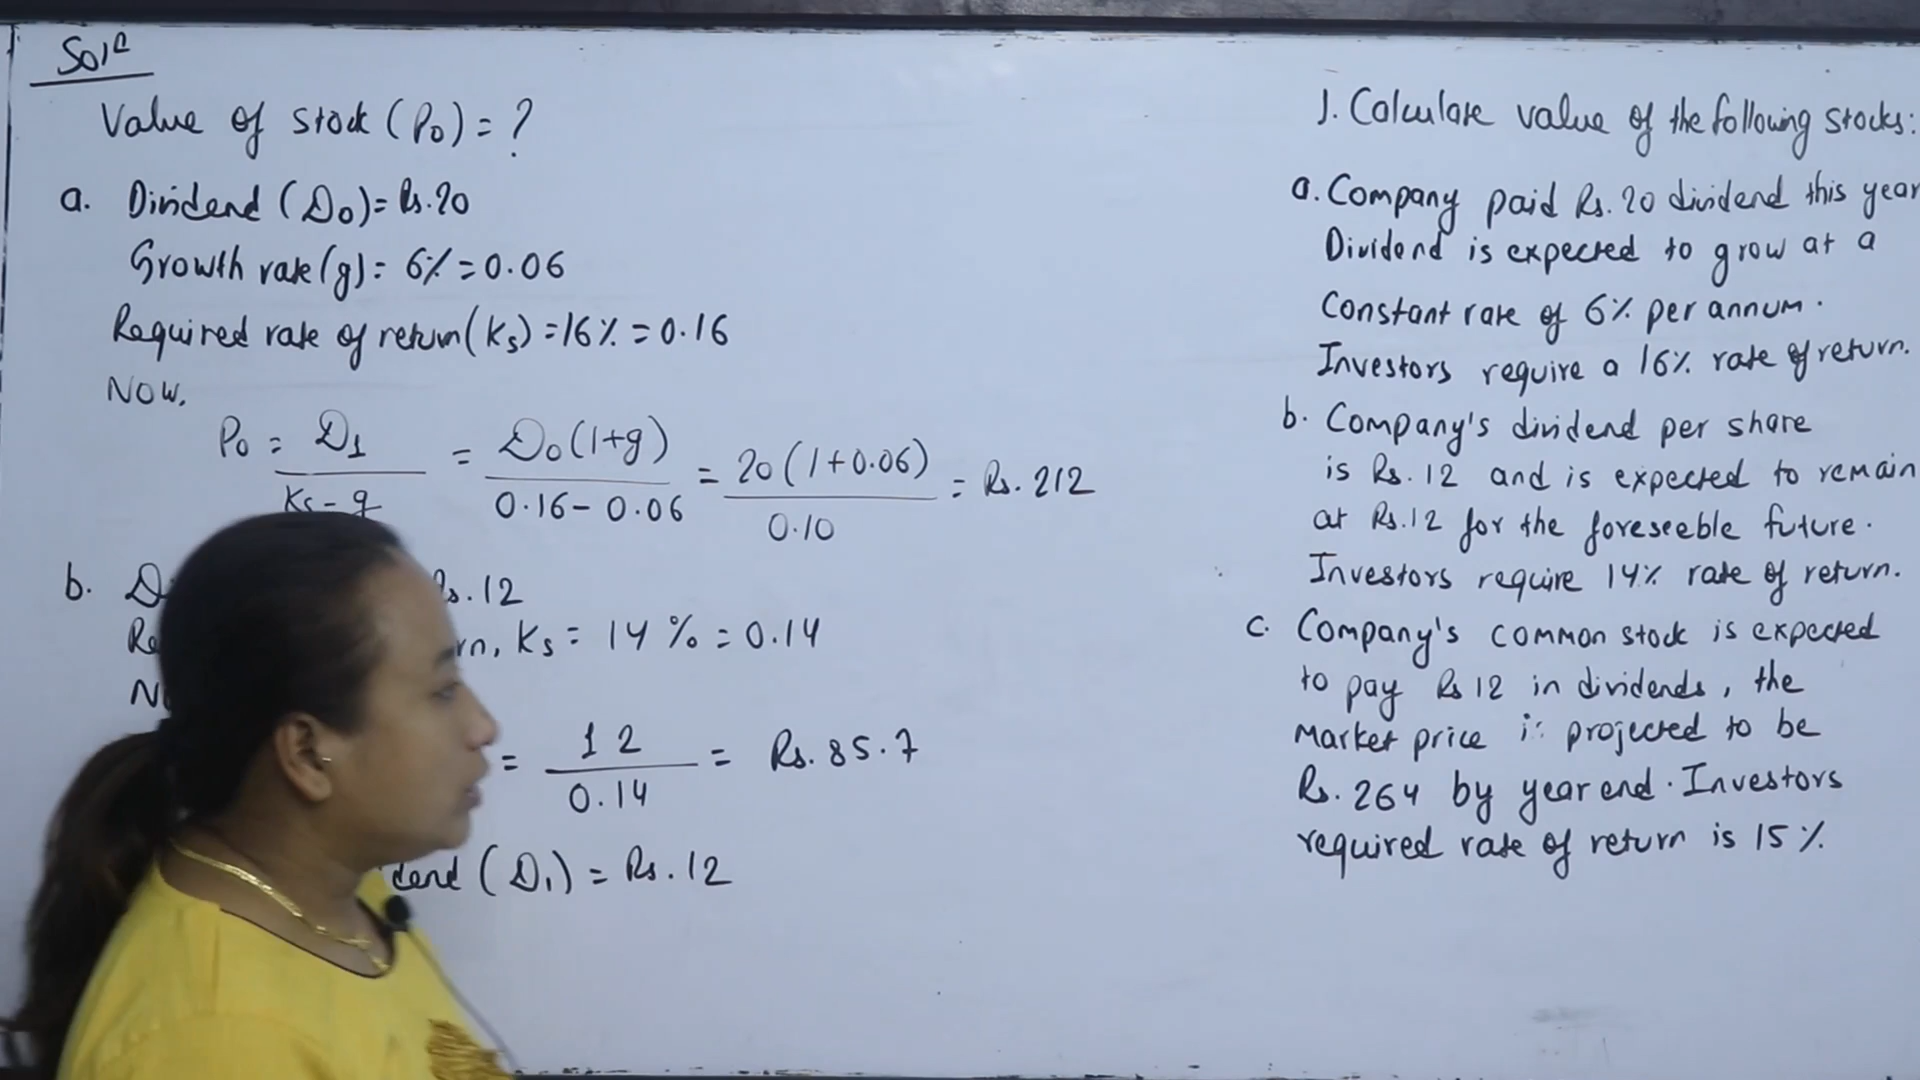 Solⁿ
Value of stock (P₀) = ?
a. Dividend (D₀) = Rs. 20
Growth rate (g) = 6% = 0.06
Required rate of return (Ks) = 16% = 0.16
Now,
P₀ = D₁ / Ks - g = D₀ (1+g) / 0.16 - 0.06 = 20 (1+0.06) / 0.10 = Rs. 212
b. Rs. 12
Ks = 14 % = 0.14
= 12 / 0.14 = Rs. 85.7
(D₁) = Rs. 12
1. Calculate value of the following stocks:
a. Company paid Rs. 20 dividend this year
Dividend is expected to grow at a
Constant rate of 6% per annum.
Investors require a 16% rate of return.
b. Company's dividend per share
is Rs. 12 and is expected to remain
at Rs. 12 for the foreseeble future.
Investors require 14% rate of return.
c. Company's common stock is expected
to pay Rs 12 in dividends, the
market price is projected to be
Rs. 264 by year end. Investors
required rate of return is 15%.